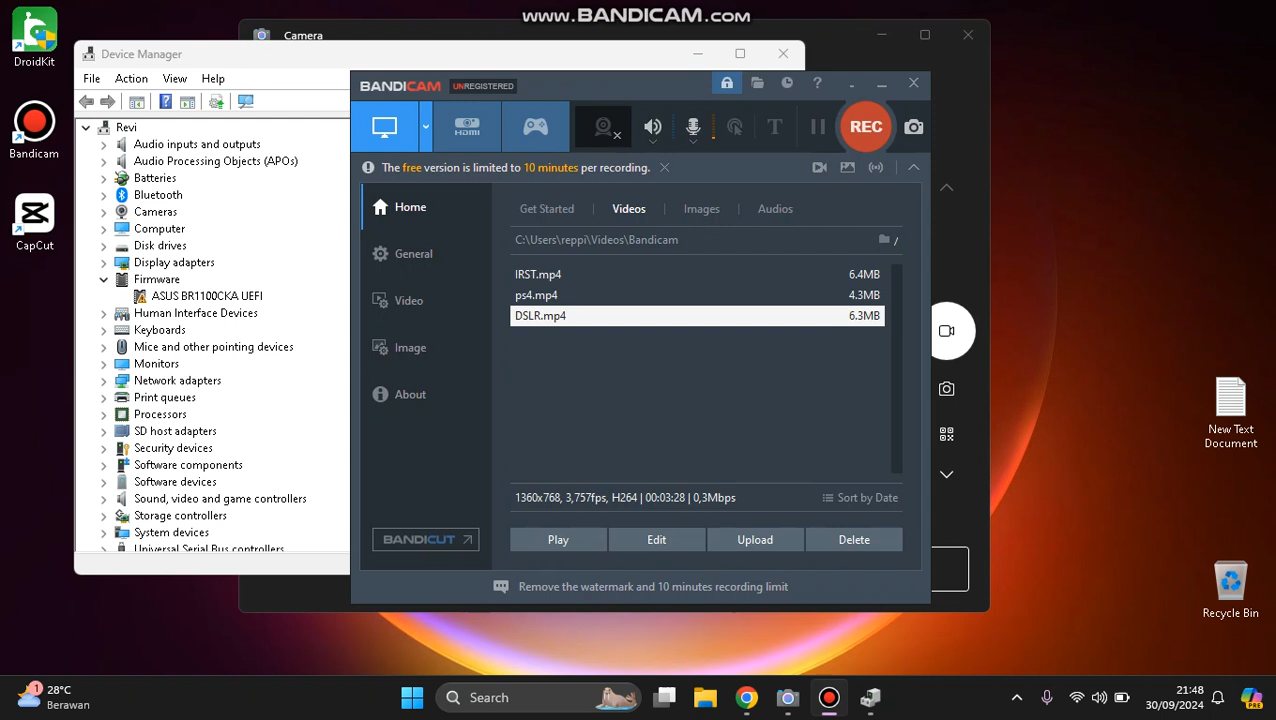 www.BANDICAM.com
DroidKit
Bandicam
CapCut
Camera
Device Manager
File Action View Help
Revi
Audio inputs and outputs
Audio Processing Objects (APOs)
Batteries
Bluetooth
Cameras
Computer
Disk drives
Display adapters
Firmware
ASUS BR1100CKA UEFI
Human Interface Devices
Keyboards
Mice and other pointing devices
Monitors
Network adapters
Print queues
Processors
SD host adapters
Security devices
Software components
Software devices
Sound, video and game controllers
Storage controllers
System devices
Universal Serial Bus controllers
BANDICAM UNREGISTERED
HDMI
REC
The free version is limited to 10 minutes per recording.
Home
General
Video
Image
About
BANDICUT
Get Started Videos Images Audios
C:\Users\reppi\Videos\Bandicam
/
IRST.mp4 6.4MB
ps4.mp4 4.3MB
DSLR.mp4 6.3MB
1360x768, 3,757fps, H264 | 00:03:28 | 0,3Mbps Sort by Date
Play Edit Upload Delete
Remove the watermark and 10 minutes recording limit
New Text
Document
Recycle Bin
1
28°C
Berawan
Search
21:48
30/09/2024
PRE